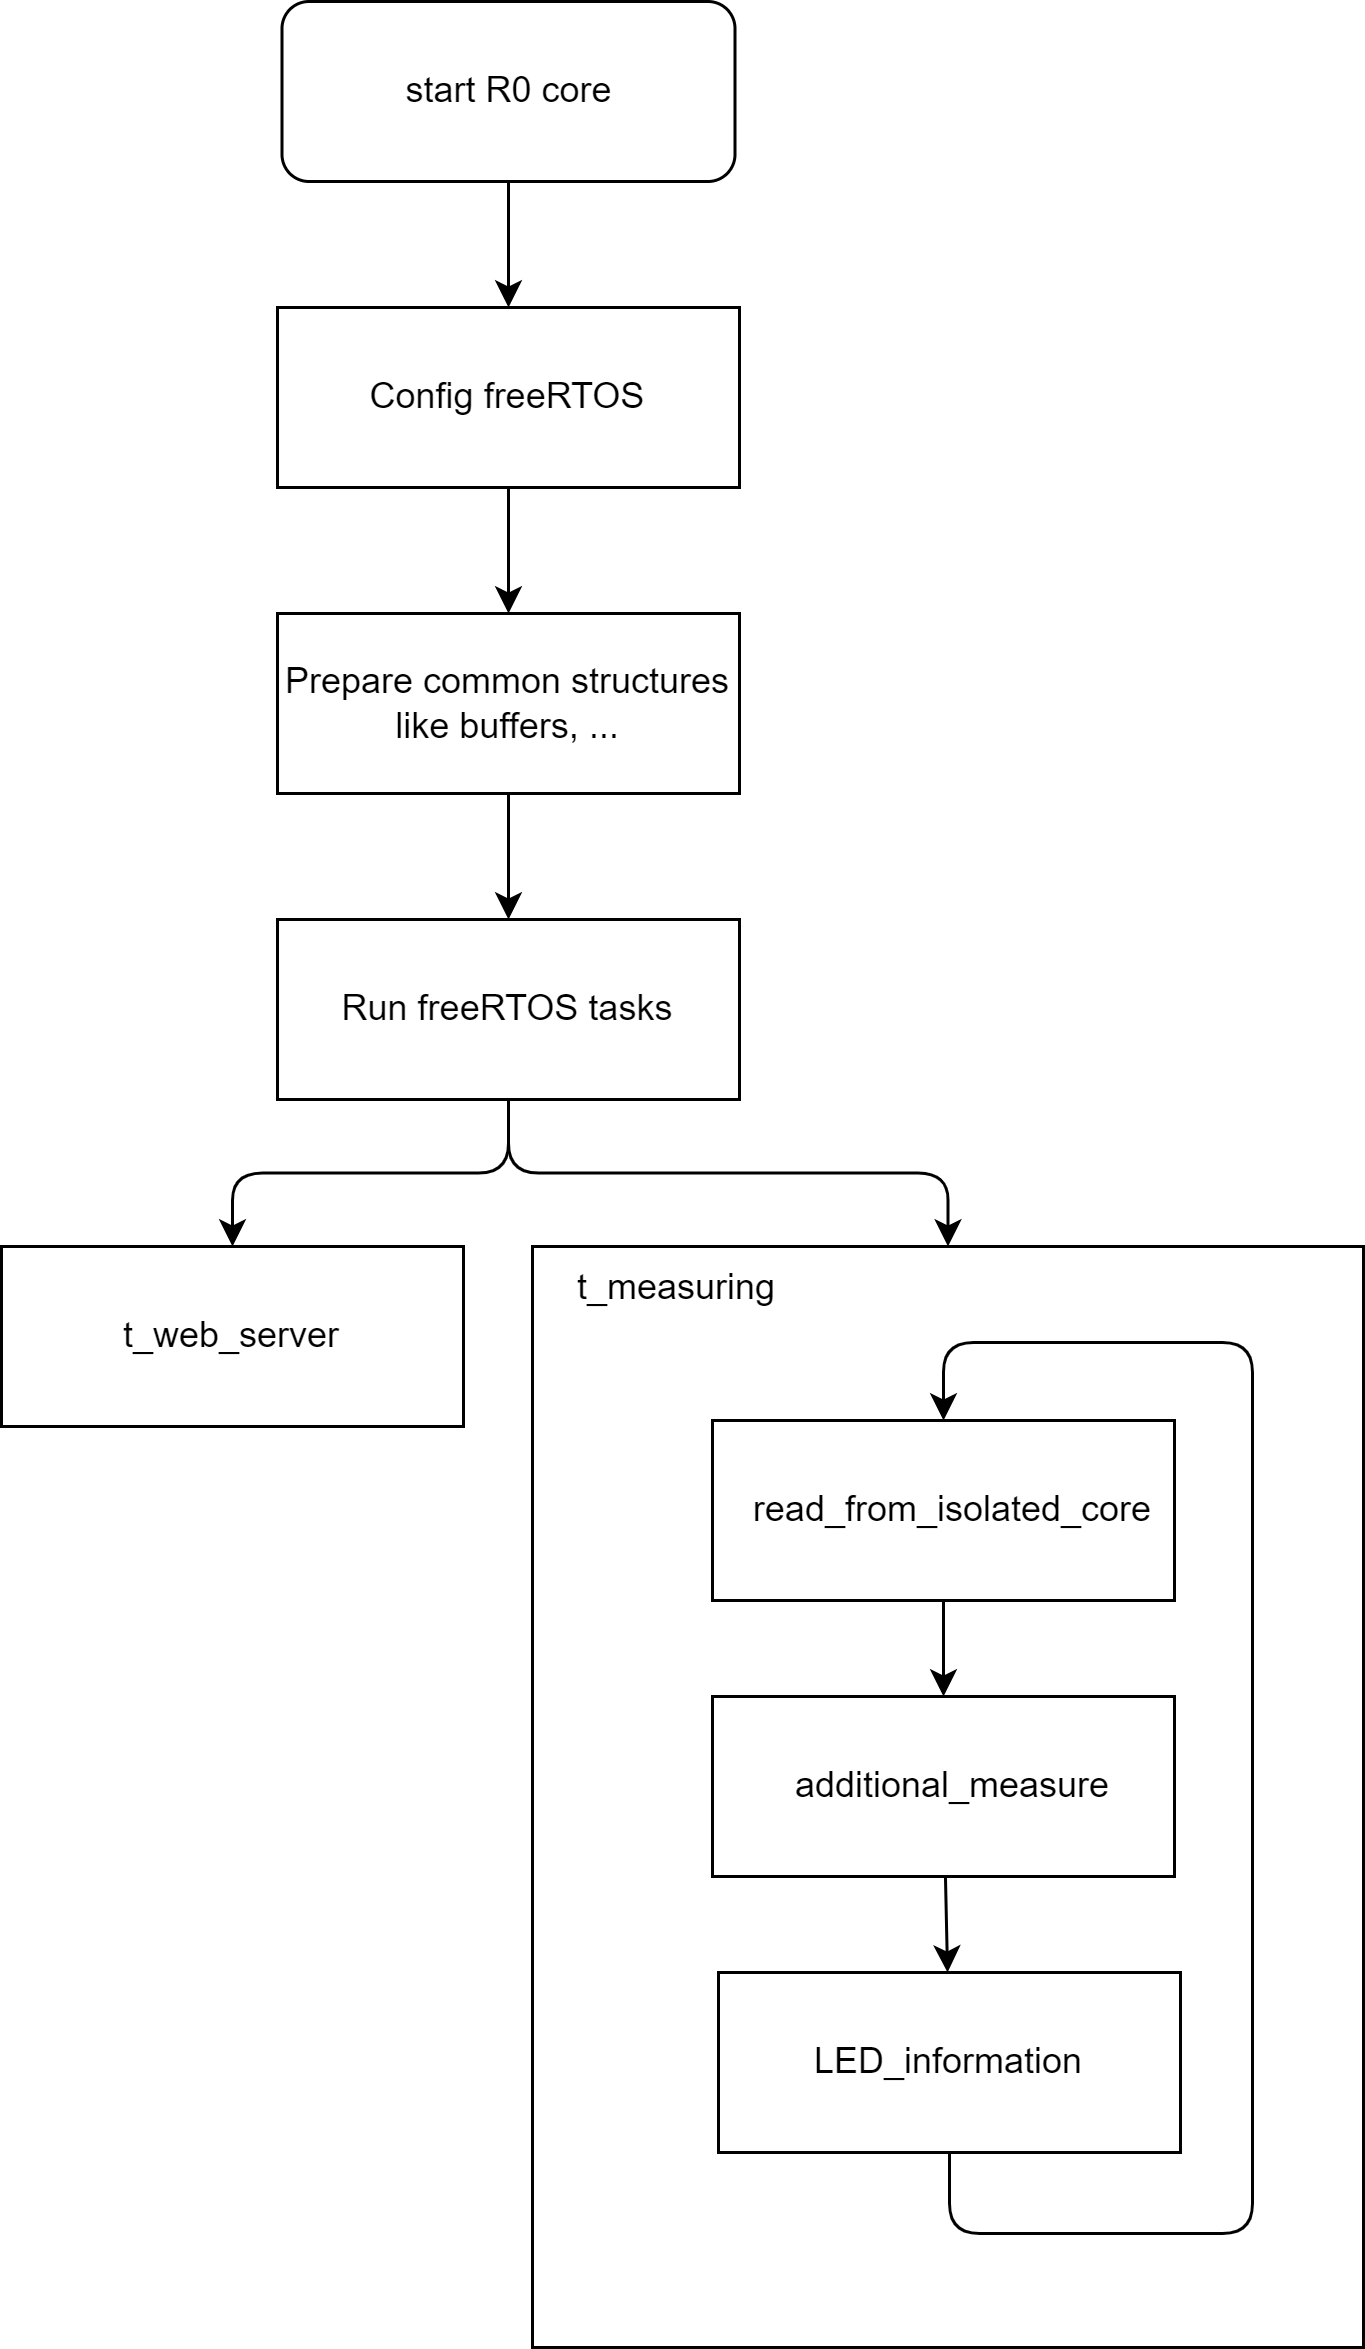 start R0 core
Config freeRTOS
Prepare common structures
like buffers, ...
Run freeRTOS tasks
t_web_server
t_measuring
read_from_isolated_core
additional_measure
LED_information